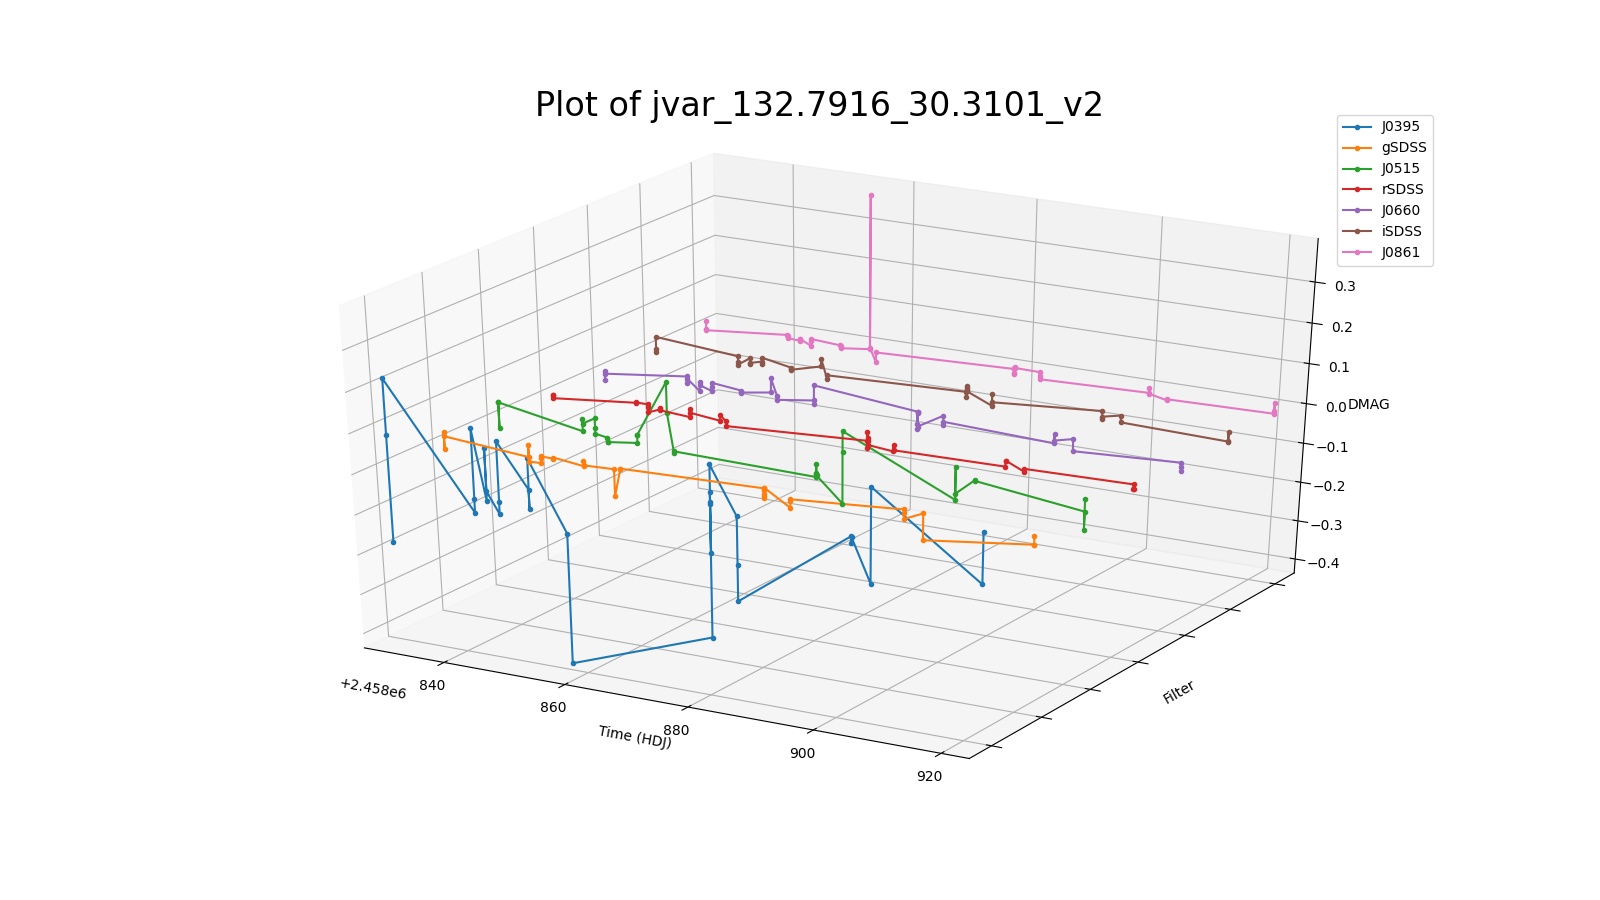 Plot of jvar_132.7916_30.3101_v2
J0395
gSDSS
J0515
rSDSS
J0660
iSDSS
J0861
0.3
0.2
0.1
0.0
DMAG
−0.1
−0.2
−0.3
−0.4
+2.458e6
840
860
880
900
920
Time (HDJ)
Filter